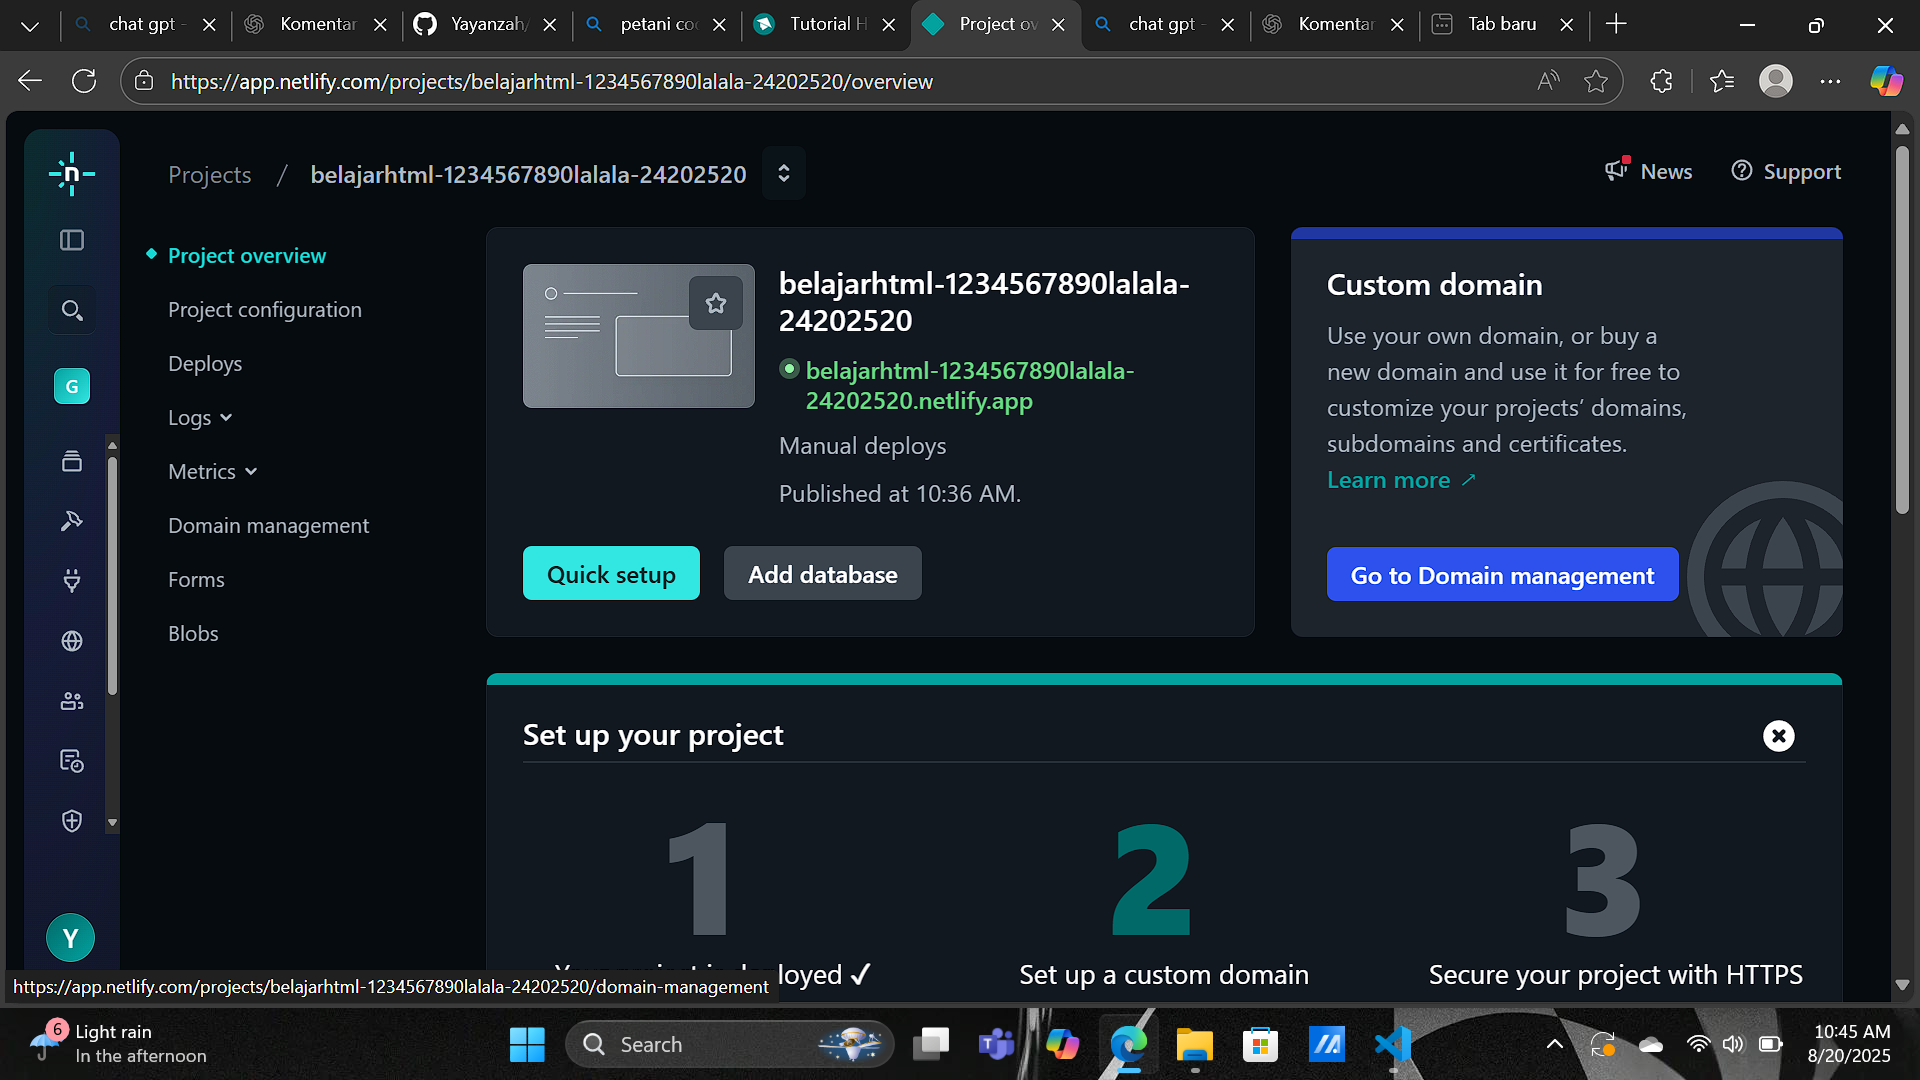 chat gpt -
Komentar
Yayanzah/
petani co
Tutorial H
Project ov
chat gpt -
Komentar
Tab baru
https://app.netlify.com/projects/belajarhtml-1234567890lalala-24202520/overview
n
Projects / belajarhtml-1234567890lalala-24202520
News
Support
Project overview
Project configuration
Deploys
Logs
Metrics
Domain management
Forms
Blobs
G
Y
belajarhtml-1234567890lalala-
24202520
belajarhtml-1234567890lalala-
24202520.netlify.app
Manual deploys
Published at 10:36 AM.
Quick setup
Add database
Custom domain
Use your own domain, or buy a
new domain and use it for free to
customize your projects’ domains,
subdomains and certificates.
Learn more
Go to Domain management
Set up your project
1
2
3
Your project is deployed ✓
Set up a custom domain
Secure your project with HTTPS
https://app.netlify.com/projects/belajarhtml-1234567890lalala-24202520/domain-management
6
Light rain
In the afternoon
Search
10:45 AM
8/20/2025